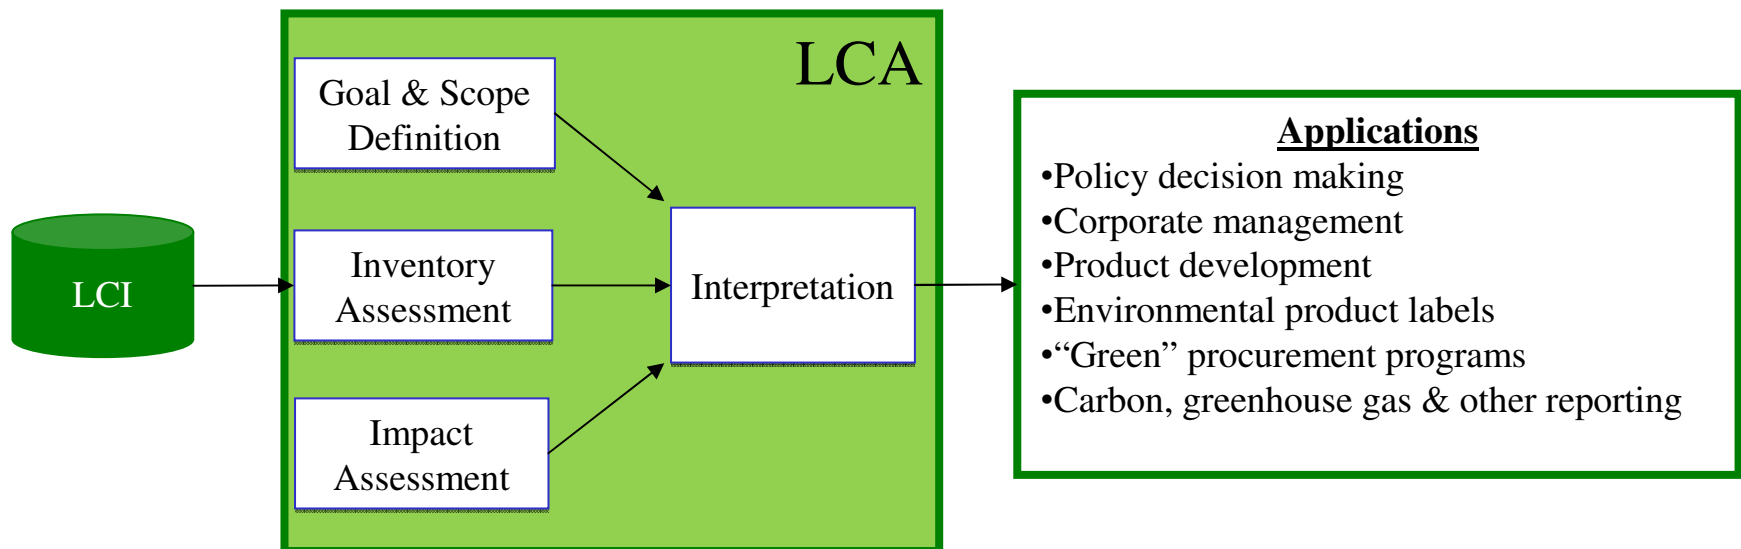 LCA
Goal & Scope
Definition
Inventory
Assessment
Impact
Assessment
LCI
Interpretation
Applications
•Policy decision making
•Corporate management
•Product development
•Environmental product labels
•“Green” procurement programs
•Carbon, greenhouse gas & other reporting